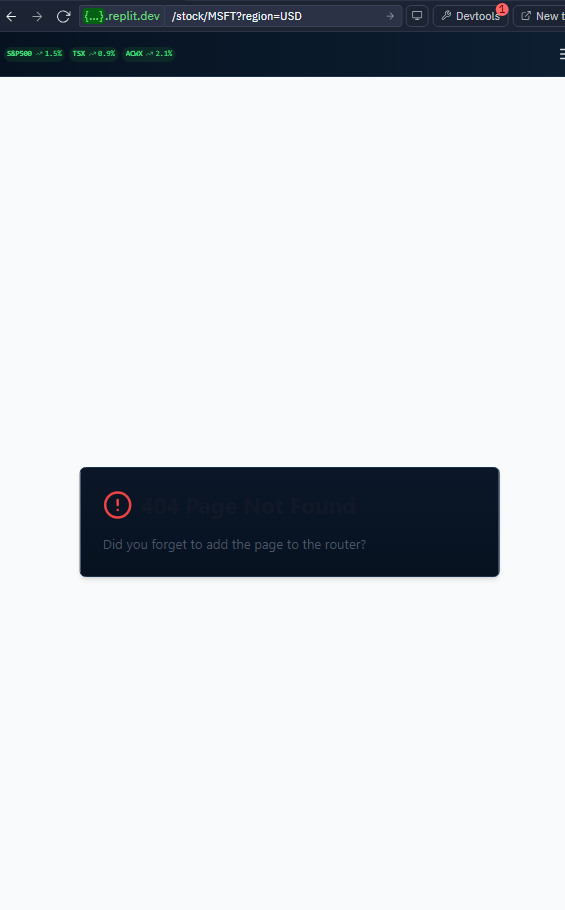 {...}.replit.dev /stock/MSFT?region=USD Devtools 1 New t
S&P500 1.5% TSX 0.9% ACWX 2.1%
404 Page Not Found
Did you forget to add the page to the router?